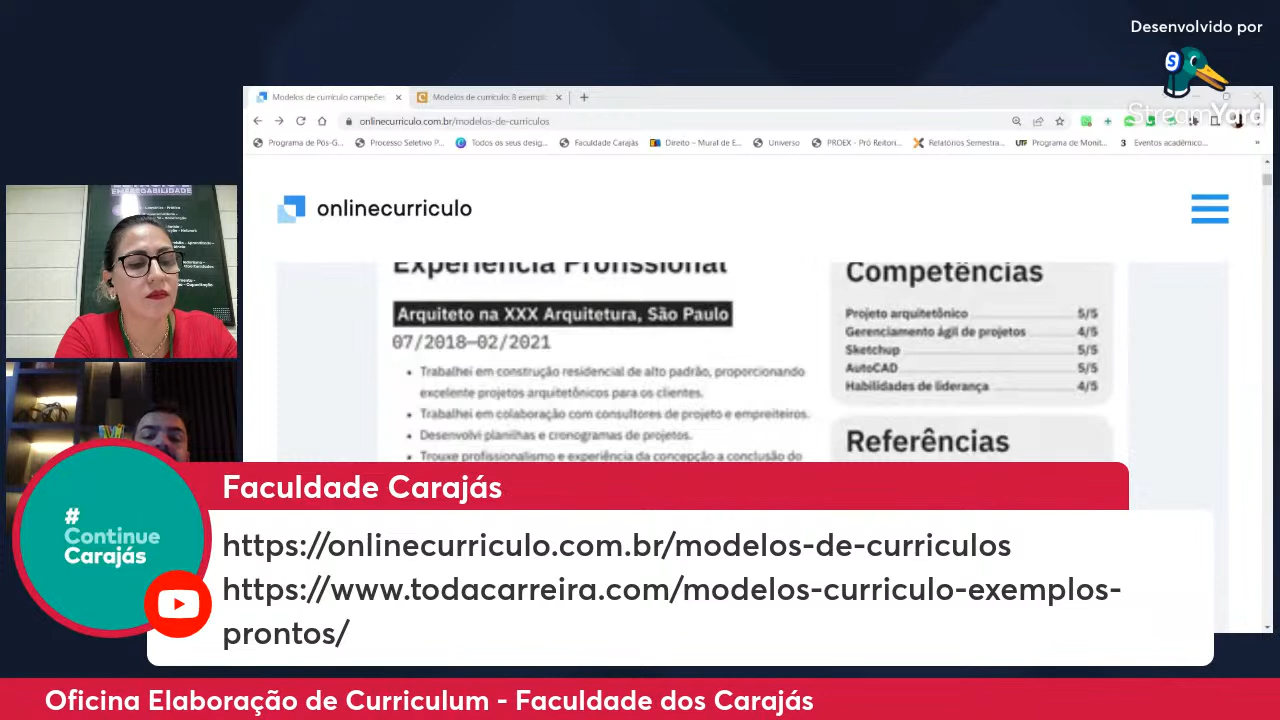 Desenvolvido por
StreamYard
Modelos de currículo campeões
Modelos de currículo: 8 exempl
onlinecurriculo.com.br/modelos-de-curriculos
Programa de Pós-G...
Processo Seletivo P...
Todos os seus desig...
Faculdade Carajás
Direito – Mural de E...
Universo
PROEX - Pró Reitori...
Relatórios Semestra...
Programa de Monit...
Eventos acadêmico...
onlinecurriculo
EMPREGABILIDADE
Experiência Profissional
Arquiteto na XXX Arquitetura, São Paulo
07/2018—02/2021
• Trabalhei em construção residencial de alto padrão, proporcionando
excelente projetos arquitetônicos para os clientes.
• Trabalhei em colaboração com consultores de projeto e empreiteiros.
• Desenvolvi planilhas e cronogramas de projetos.
• Trouxe profissionalismo e experiência da concepção a conclusão do
Competências
Projeto arquitetônico 5/5
Gerenciamento ágil de projetos 4/5
Sketchup 5/5
AutoCAD 5/5
Habilidades de liderança 4/5
Referências
#
Continue
Carajás
Faculdade Carajás
https://onlinecurriculo.com.br/modelos-de-curriculos
https://www.todacarreira.com/modelos-curriculo-exemplos-
prontos/
Oficina Elaboração de Curriculum - Faculdade dos Carajás